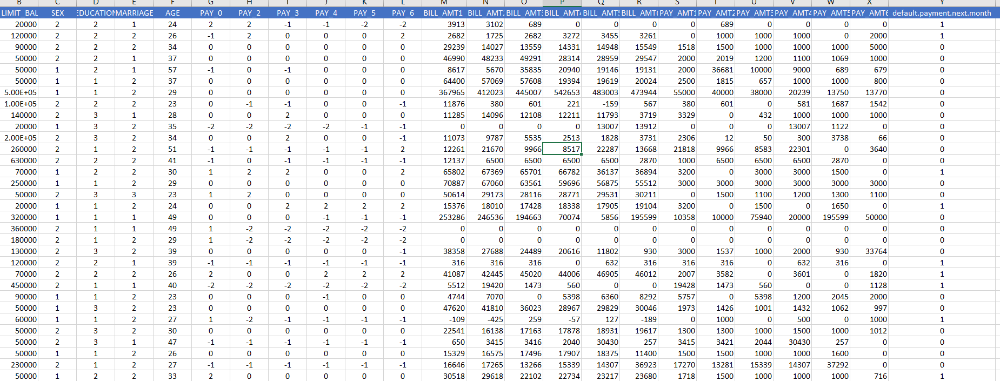 B C D E F G H I J K L M N O P Q R S T U V W X Y
LIMIT_BAL SEX EDUCATION MARRIAGE AGE PAY_0 PAY_2 PAY_3 PAY_4 PAY_5 PAY_6 BILL_AMT1 BILL_AMT2 BILL_AMT3 BILL_AMT4 BILL_AMT5 BILL_AMT6 PAY_AMT1 PAY_AMT2 PAY_AMT3 PAY_AMT4 PAY_AMT5 PAY_AMT6 default.payment.next.month
20000 2 2 1 24 2 2 -1 -1 -2 -2 3913 3102 689 0 0 0 0 689 0 0 0 0 1
120000 2 2 2 26 -1 2 0 0 0 2 2682 1725 2682 3272 3455 3261 0 1000 1000 1000 0 2000 1
90000 2 2 2 34 0 0 0 0 0 0 29239 14027 13559 14331 14948 15549 1518 1500 1000 1000 1000 5000 0
50000 2 2 1 37 0 0 0 0 0 0 46990 48233 49291 28314 28959 29547 2000 2019 1200 1100 1069 1000 0
50000 1 2 1 57 -1 0 -1 0 0 0 8617 5670 35835 20940 19146 19131 2000 36681 10000 9000 689 679 0
50000 1 1 2 37 0 0 0 0 0 0 64400 57069 57608 19394 19619 20024 2500 1815 657 1000 1000 800 0
5.00E+05 1 1 2 29 0 0 0 0 0 0 367965 412023 445007 542653 483003 473944 55000 40000 38000 20239 13750 13770 0
1.00E+05 2 2 2 23 0 -1 -1 0 0 -1 11876 380 601 221 -159 567 380 601 0 581 1687 1542 0
140000 2 3 1 28 0 0 2 0 0 0 11285 14096 12108 12211 11793 3719 3329 0 432 1000 1000 1000 0
20000 1 3 2 35 -2 -2 -2 -2 -1 -1 0 0 0 0 13007 13912 0 0 0 13007 1122 0 0
2.00E+05 2 3 2 34 0 0 2 0 0 -1 11073 9787 5535 2513 1828 3731 2306 12 50 300 3738 66 0
260000 2 1 2 51 -1 -1 -1 -1 -1 2 12261 21670 9966 8517 22287 13668 21818 9966 8583 22301 0 3640 0
630000 2 2 2 41 -1 0 -1 -1 -1 -1 12137 6500 6500 6500 6500 2870 1000 6500 6500 6500 2870 0 0
70000 1 2 2 30 1 2 2 0 0 2 65802 67369 65701 66782 36137 36894 3200 0 3000 3000 1500 0 1
250000 1 1 2 29 0 0 0 0 0 0 70887 67060 63561 59696 56875 55512 3000 3000 3000 3000 3000 3000 0
50000 2 3 3 23 1 2 0 0 0 0 50614 29173 28116 28771 29531 30211 0 1500 1100 1200 1300 1100 0
20000 1 1 2 24 0 0 2 2 2 2 15376 18010 17428 18338 17905 19104 3200 0 1500 0 1650 0 1
320000 1 1 1 49 0 0 0 -1 -1 -1 253286 246536 194663 70074 5856 195599 10358 10000 75940 20000 195599 50000 0
360000 2 1 1 49 1 -2 -2 -2 -2 -2 0 0 0 0 0 0 0 0 0 0 0 0 0
180000 2 1 2 29 1 -2 -2 -2 -2 -2 0 0 0 0 0 0 0 0 0 0 0 0 0
130000 2 3 2 39 0 0 0 0 0 -1 38358 27688 24489 20616 11802 930 3000 1537 1000 2000 930 33764 0
120000 2 2 1 39 -1 -1 -1 -1 -1 -1 316 316 316 0 632 316 316 316 0 632 316 0 1
70000 2 2 2 26 2 0 0 2 2 2 41087 42445 45020 44006 46905 46012 2007 3582 0 3601 0 1820 1
450000 2 1 1 40 -2 -2 -2 -2 -2 -2 5512 19420 1473 560 0 0 19428 1473 560 0 0 1128 1
90000 1 1 2 23 0 0 0 -1 0 0 4744 7070 0 5398 6360 8292 5757 0 5398 1200 2045 2000 0
50000 1 3 2 23 0 0 0 0 0 0 47620 41810 36023 28967 29829 30046 1973 1426 1001 1432 1062 997 0
60000 1 1 2 27 1 -2 -1 -1 -1 -1 -109 -425 259 -57 127 -189 0 1000 0 500 0 1000 1
50000 2 3 2 30 0 0 0 0 0 0 22541 16138 17163 17878 18931 19617 1300 1300 1000 1500 1000 1012 0
50000 2 3 1 47 -1 -1 -1 -1 -1 -1 650 3415 3416 2040 30430 257 3415 3421 2044 30430 257 0 0
50000 1 1 2 26 0 0 0 0 0 0 15329 16575 17496 17907 18375 11400 1500 1500 1000 1000 1600 0 0
230000 2 1 2 27 -1 -1 -1 -1 -1 -1 16646 17265 13266 15339 14307 36923 17270 13281 15339 14307 37292 0 0
50000 1 2 2 33 2 0 0 0 0 0 30518 29618 22102 22734 23217 23680 1718 1500 1000 1000 1000 716 1